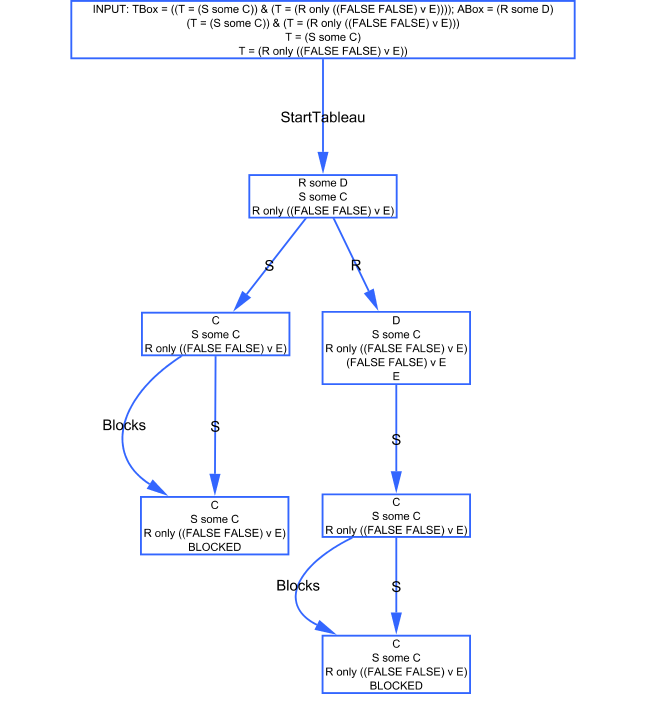 INPUT: TBox = ((T = (S some C)) & (T = (R only ((FALSE FALSE) v E)))); ABox = (R some D)
(T = (S some C)) & (T = (R only ((FALSE FALSE) v E)))
T = (S some C)
T = (R only ((FALSE FALSE) v E))
StartTableau
R some D
S some C
R only ((FALSE FALSE) v E)
S
R
C
S some C
R only ((FALSE FALSE) v E)
D
S some C
R only ((FALSE FALSE) v E)
(FALSE FALSE) v E
E
Blocks
S
S
C
S some C
R only ((FALSE FALSE) v E)
BLOCKED
C
S some C
R only ((FALSE FALSE) v E)
Blocks
S
C
S some C
R only ((FALSE FALSE) v E)
BLOCKED